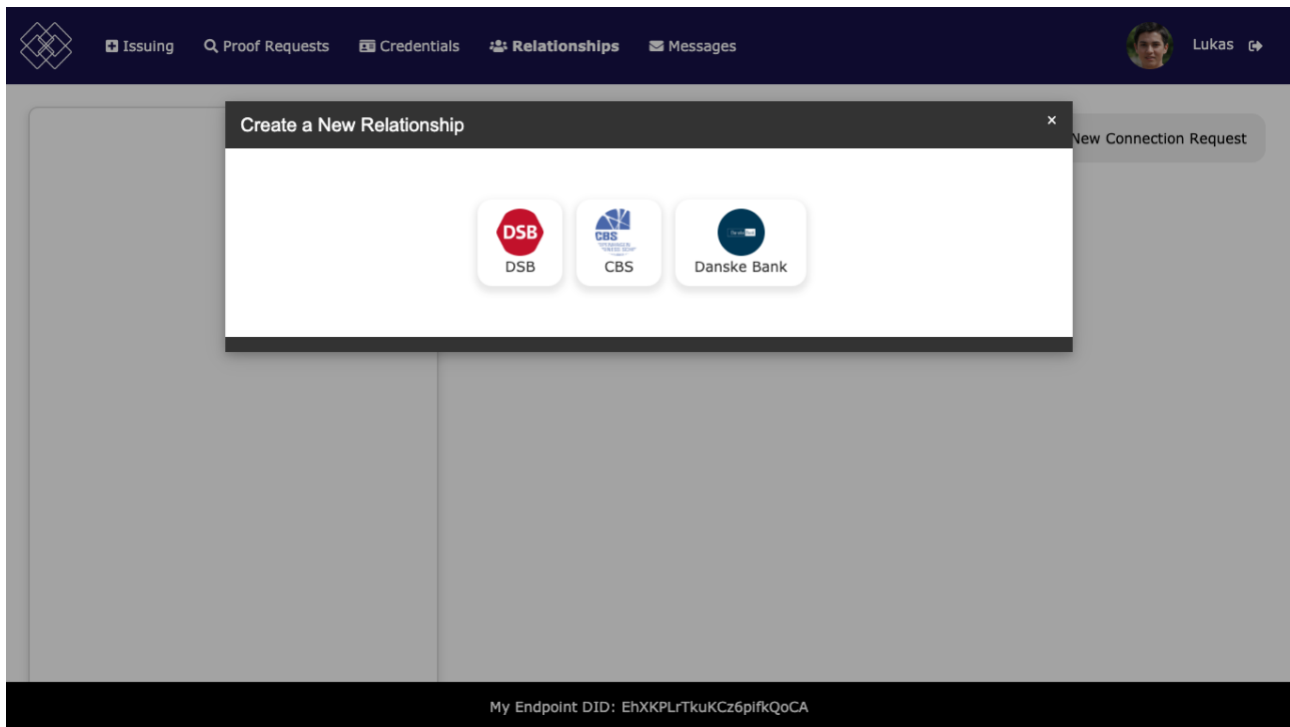 Issuing Proof Requests Credentials Relationships Messages Lukas
Create a New Relationship ×
New Connection Request
DSB
CBS
DSB CBS Danske Bank
My Endpoint DID: EhXKPLrTkuKCz6pifkQoCA